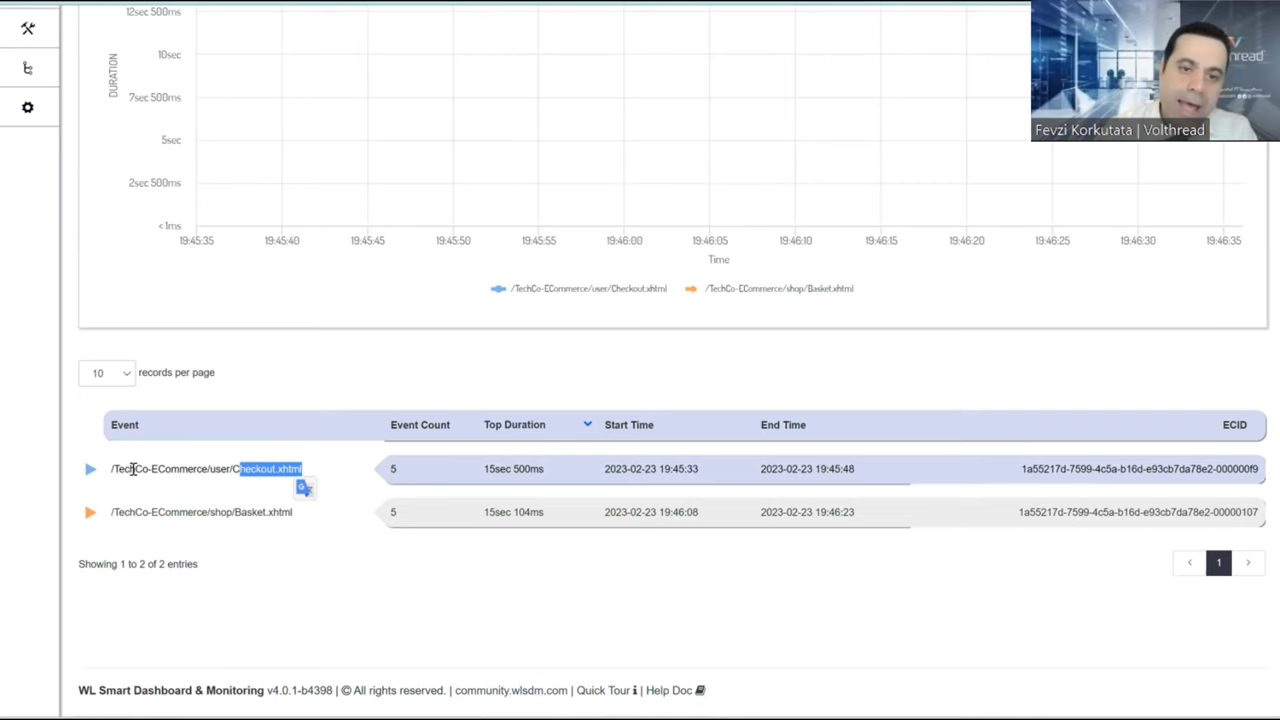 12sec 500ms
10sec
7sec 500ms
5sec
2sec 500ms
<1ms
DURATION
19:45:35 19:45:40 19:45:45 19:45:50 19:45:55 19:46:00 19:46:05 19:46:10 19:46:15 19:46:20 19:46:25 19:46:30 19:46:35
Time
/TechCo-ECommerce/user/Checkout.xhtml /TechCo-ECommerce/shop/Basket.xhtml
Fevzi Korkutata | Volthread
10 records per page
Event Event Count Top Duration Start Time End Time ECID
/TechCo-ECommerce/user/Checkout.xhtml 5 15sec 500ms 2023-02-23 19:45:33 2023-02-23 19:45:48 1a55217d-7599-4c5a-b16d-e93cb7da78e2-000000f9
/TechCo-ECommerce/shop/Basket.xhtml 5 15sec 104ms 2023-02-23 19:46:08 2023-02-23 19:46:23 1a55217d-7599-4c5a-b16d-e93cb7da78e2-00000107
Showing 1 to 2 of 2 entries
1
WL Smart Dashboard & Monitoring v4.0.1-b4398 | © All rights reserved. | community.wlsdm.com | Quick Tour | Help Doc